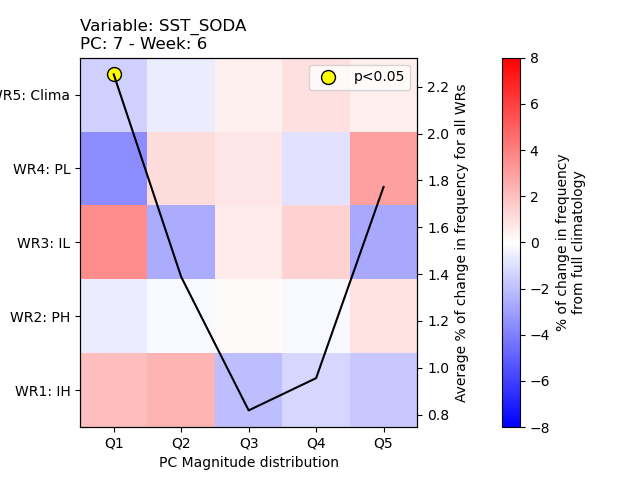 Variable: SST_SODA
PC: 7 - Week: 6
p<0.05
WR5: Clima
WR4: PL
WR3: IL
WR2: PH
WR1: IH
Q1 Q2 Q3 Q4 Q5
PC Magnitude distribution
2.2
2.0
1.8
1.6
1.4
1.2
1.0
0.8
Average % of change in frequency for all WRs
8
6
4
2
0
−2
−4
−6
−8
% of change in frequency
from full climatology